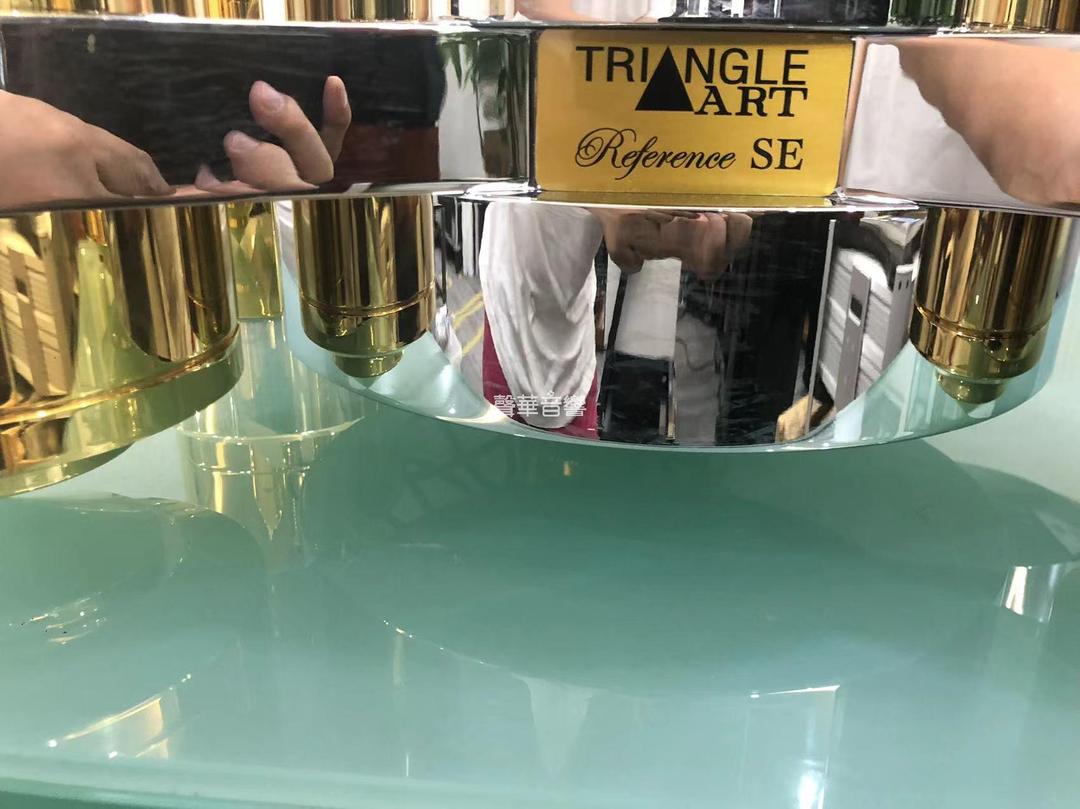 TRIANGLE
ART
Reference SE
聲華音響